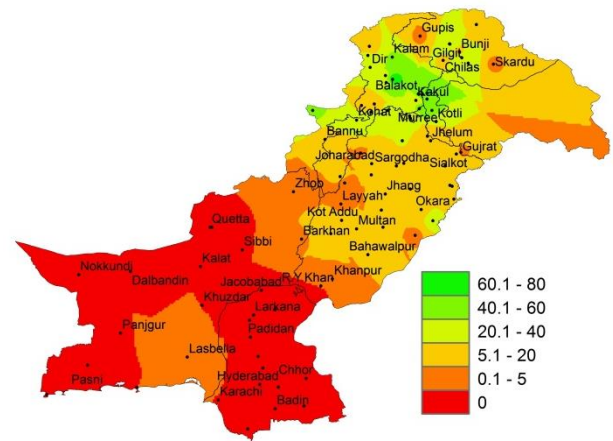 Gupis
Kalam
Bunji
Gilgit
Dir
Chilas
Skardu
Balakot
Kakul
Kohat
Murree
Kotli
Bannu
Jhelum
Gujrat
Joharabad
Sargodha
Sialkot
Zhob
Layyah
Jhang
Okara
Kot Addu
Quetta
Multan
Barkhan
Sibbi
Bahawalpur
Kalat
Nokkundi
Dalbandin
R.Y.Khan
Khanpur
Jacobabad
Khuzdar
Larkana
Panjgur
Padidan
Lasbella
Pasni
Hyderabad
Chhor
Karachi
Badin
60.1 - 80
40.1 - 60
20.1 - 40
5.1 - 20
0.1 - 5
0